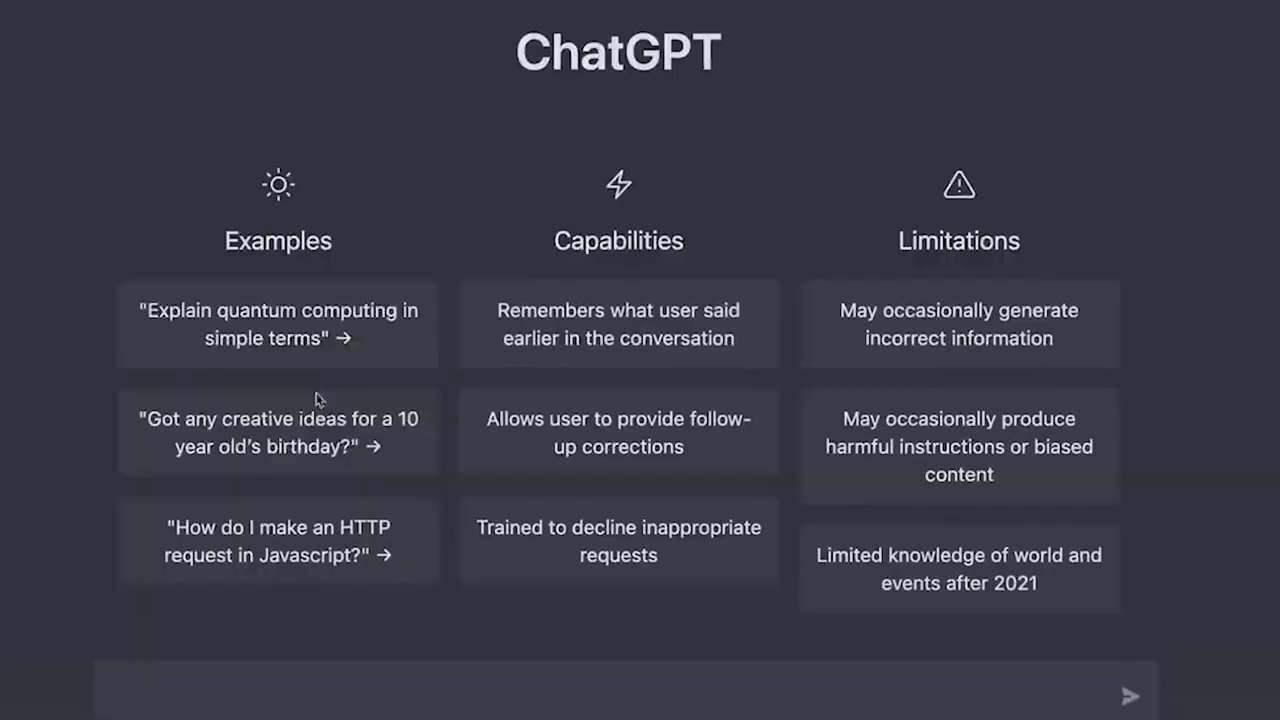 ChatGPT
Examples
"Explain quantum computing in
simple terms" →
"Got any creative ideas for a 10
year old's birthday?" →
"How do I make an HTTP
request in Javascript?" →
Capabilities
Remembers what user said
earlier in the conversation
Allows user to provide follow-
up corrections
Trained to decline inappropriate
requests
Limitations
May occasionally generate
incorrect information
May occasionally produce
harmful instructions or biased
content
Limited knowledge of world and
events after 2021